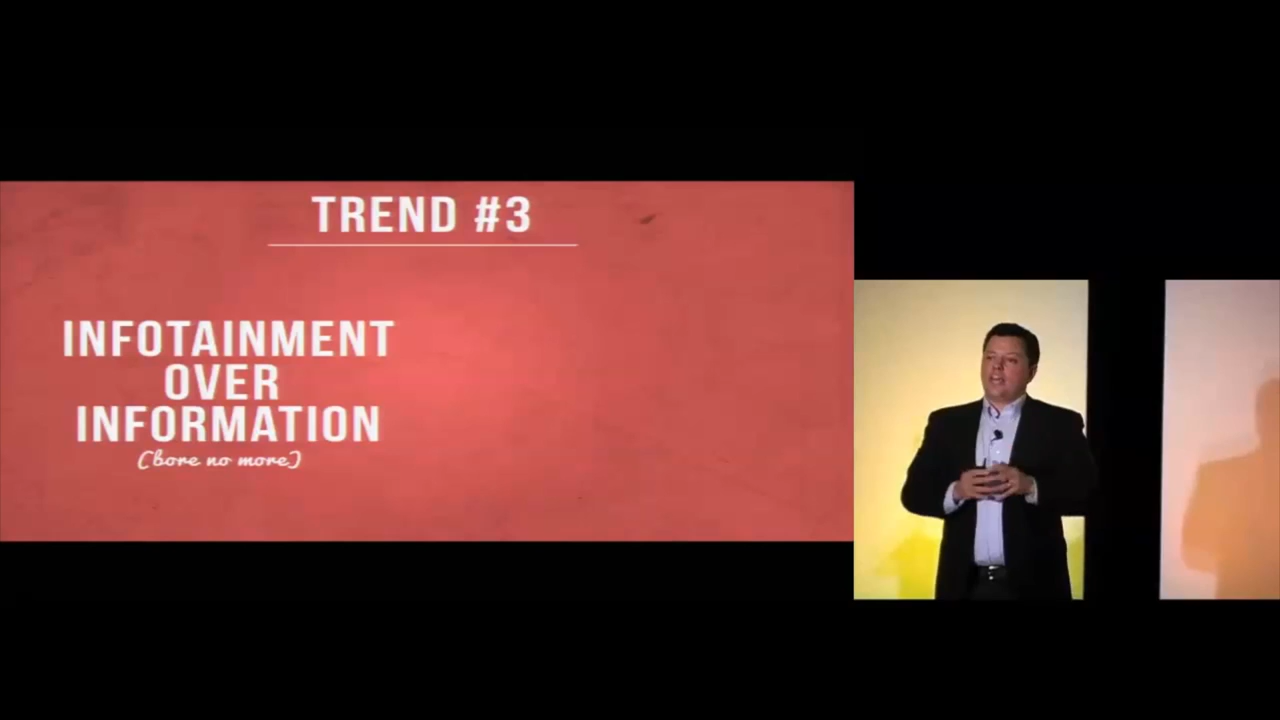 TREND #3
INFOTAINMENT
OVER
INFORMATION
(bore no more)